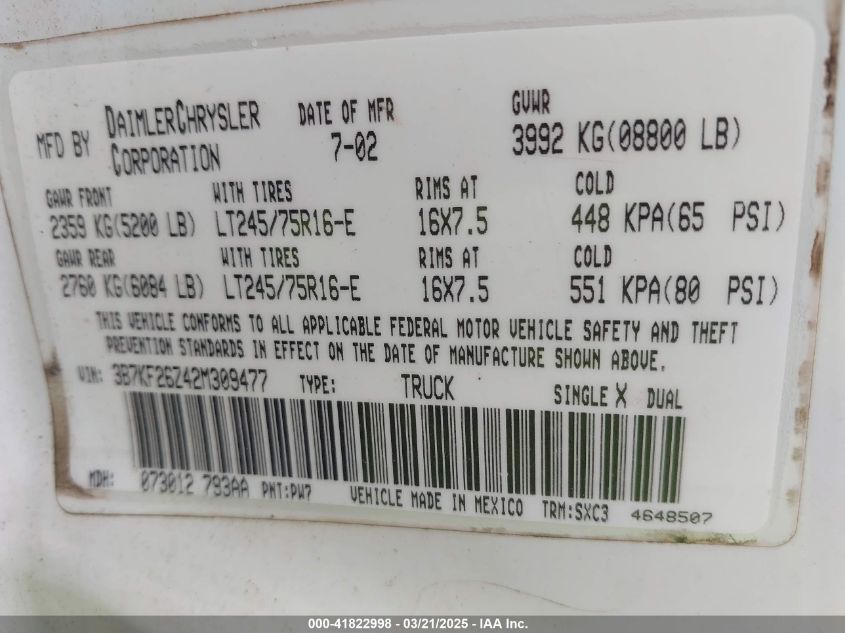 MFD BY DAIMLERCHRYSLER CORPORATION DATE OF MFR 7-02 GVWR 3992 KG(08800 LB)
GAWR FRONT WITH TIRES RIMS AT COLD
2359 KG(5200 LB) LT245/75R16-E 16X7.5 448 KPA(65 PSI)
GAWR REAR WITH TIRES RIMS AT COLD
2760 KG(6084 LB) LT245/75R16-E 16X7.5 551 KPA(80 PSI)
THIS VEHICLE CONFORMS TO ALL APPLICABLE FEDERAL MOTOR VEHICLE SAFETY AND THEFT
PREVENTION STANDARDS IN EFFECT ON THE DATE OF MANUFACTURE SHOWN ABOVE.
VIN: 3B7KF26Z42M309477 TYPE: TRUCK SINGLE X DUAL
MDH: 073012 793AA PNT:PW7 VEHICLE MADE IN MEXICO TRM:SXC3 4648507
000-41822998 - 03/21/2025 - IAA Inc.